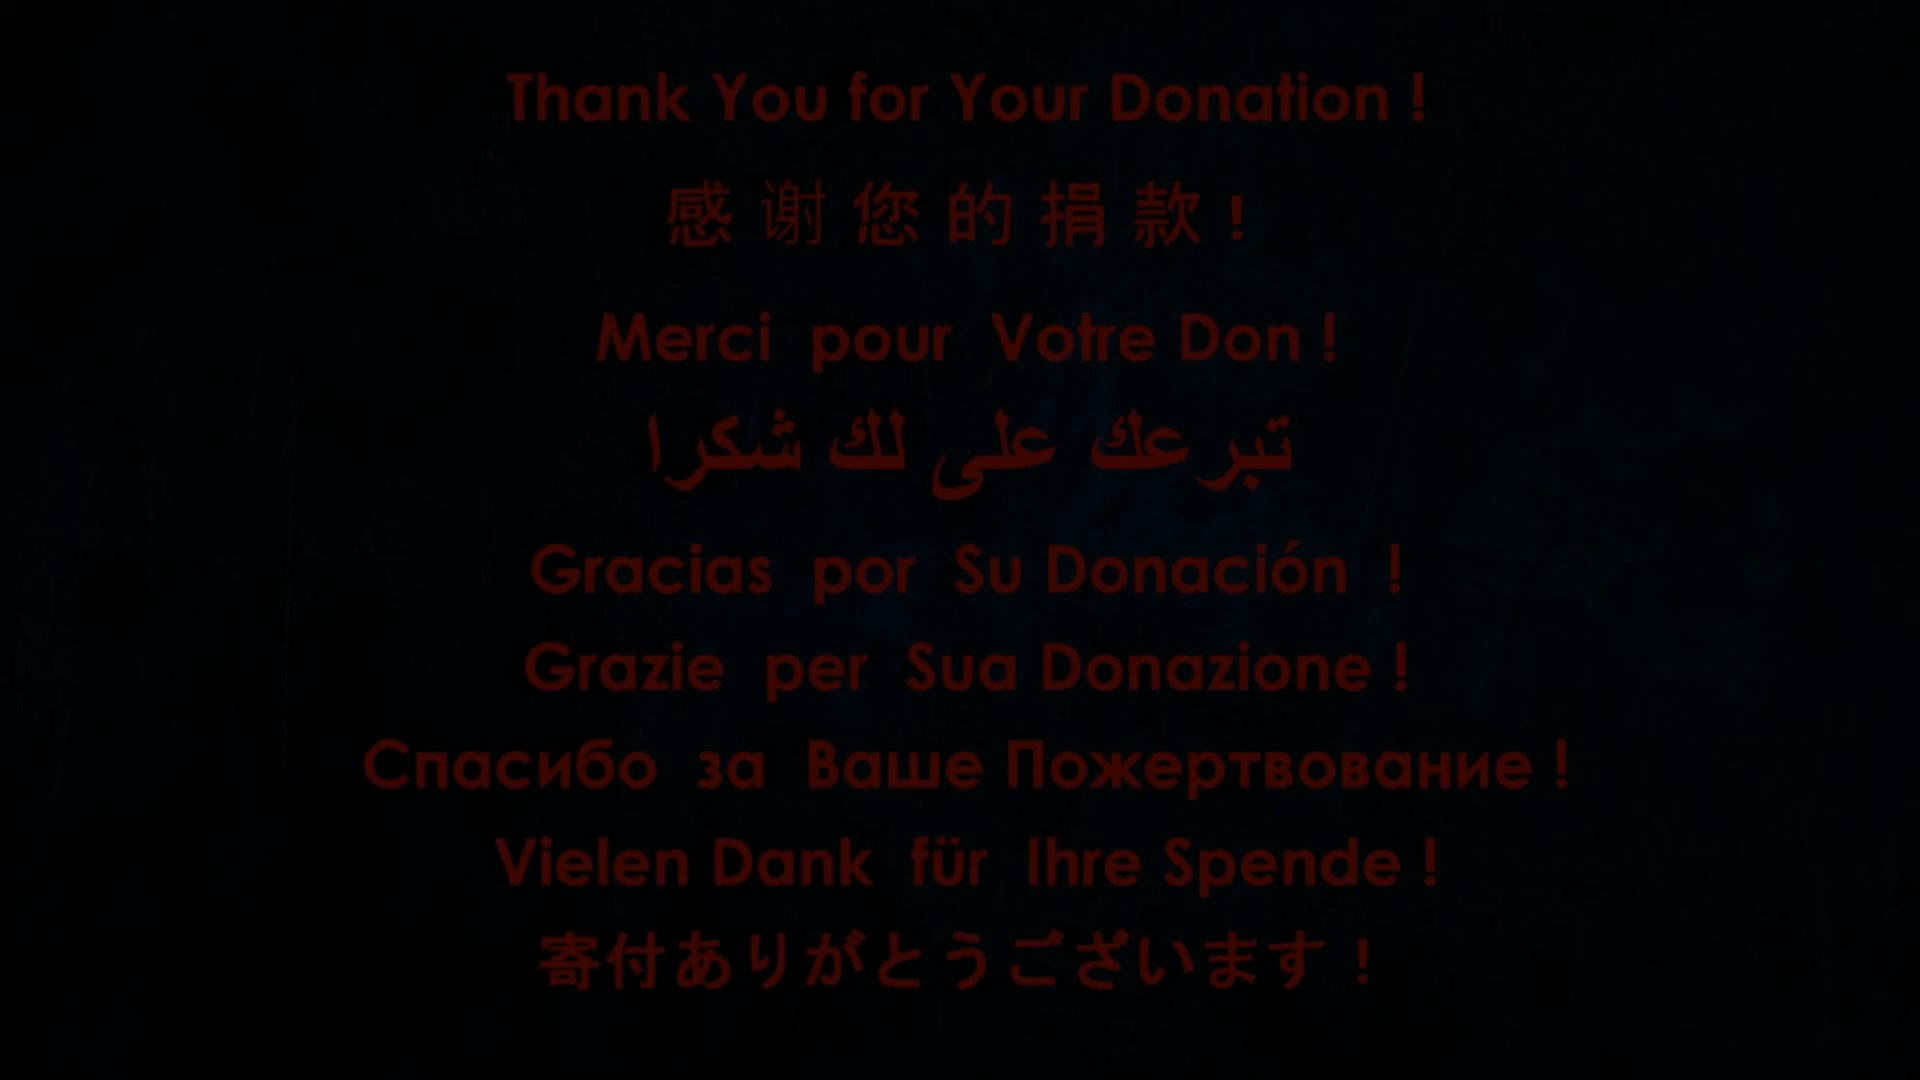 Thank You for Your Donation !
感 谢 您 的 捐 款 !
Merci pour Votre Don !
تبرعك على لك شكرا
Gracias por Su Donación !
Grazie per Sua Donazione !
Спасибо за Ваше Пожертвование !
Vielen Dank für Ihre Spende !
寄付ありがとうございます！